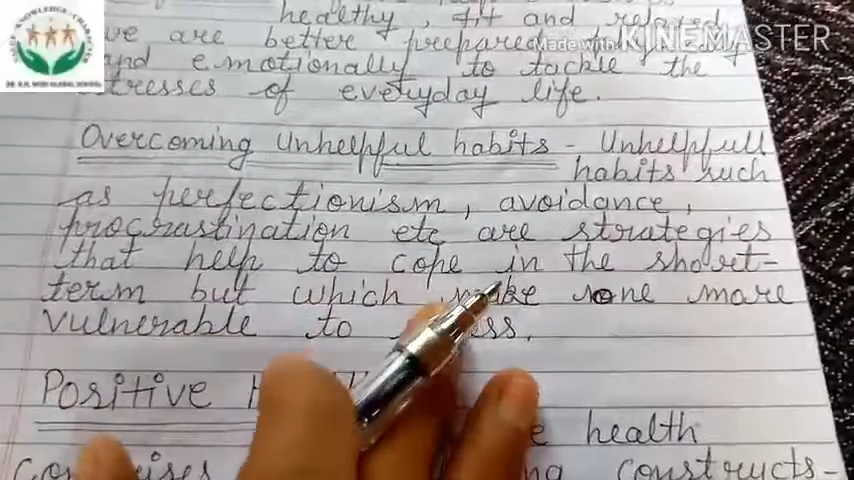 healthy, fit and relaxed
we are better prepared
Made with KINEMASTER
and emotionally to tackle the
stresses of everyday life.
Overcoming Unhelpful habits - Unhelpfull
habits such
as perfectionism, avoidance,
procrastination etc are strategies
that help to cope in the short-
term but which make one more
vulnerable to
Positive
health
constructs-